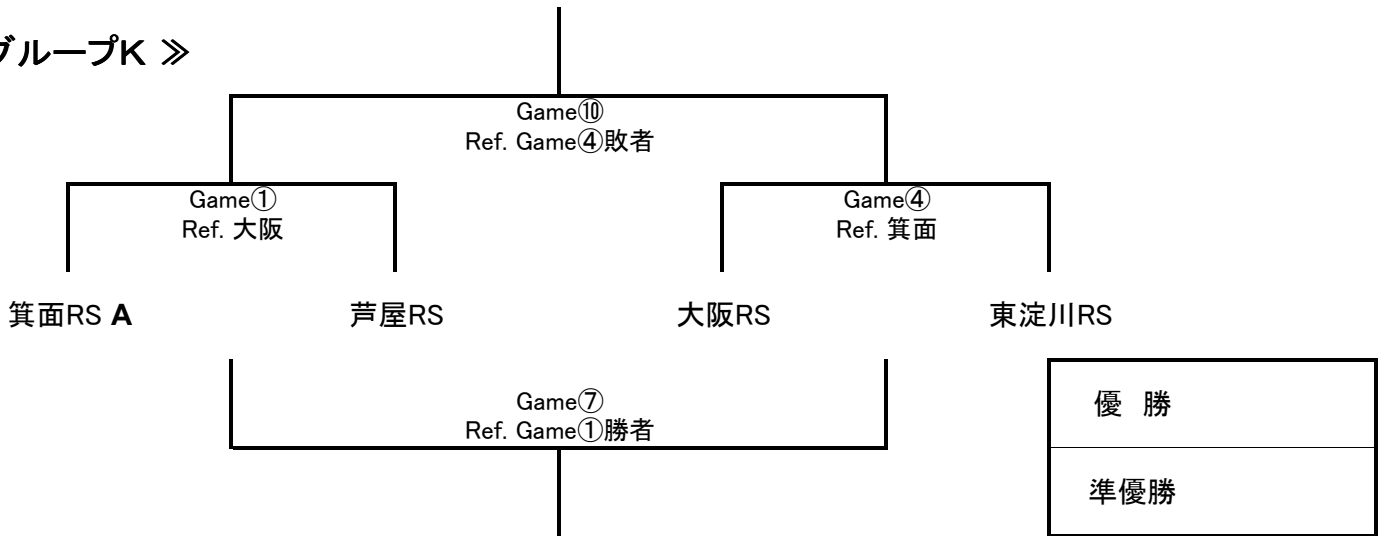 グループK ≫
Game⑩
Ref. Game④敗者
Game①
Ref. 大阪
Game④
Ref. 箕面
箕面RS A
芦屋RS
大阪RS
東淀川RS
Game⑦
Ref. Game①勝者
優 勝
準優勝